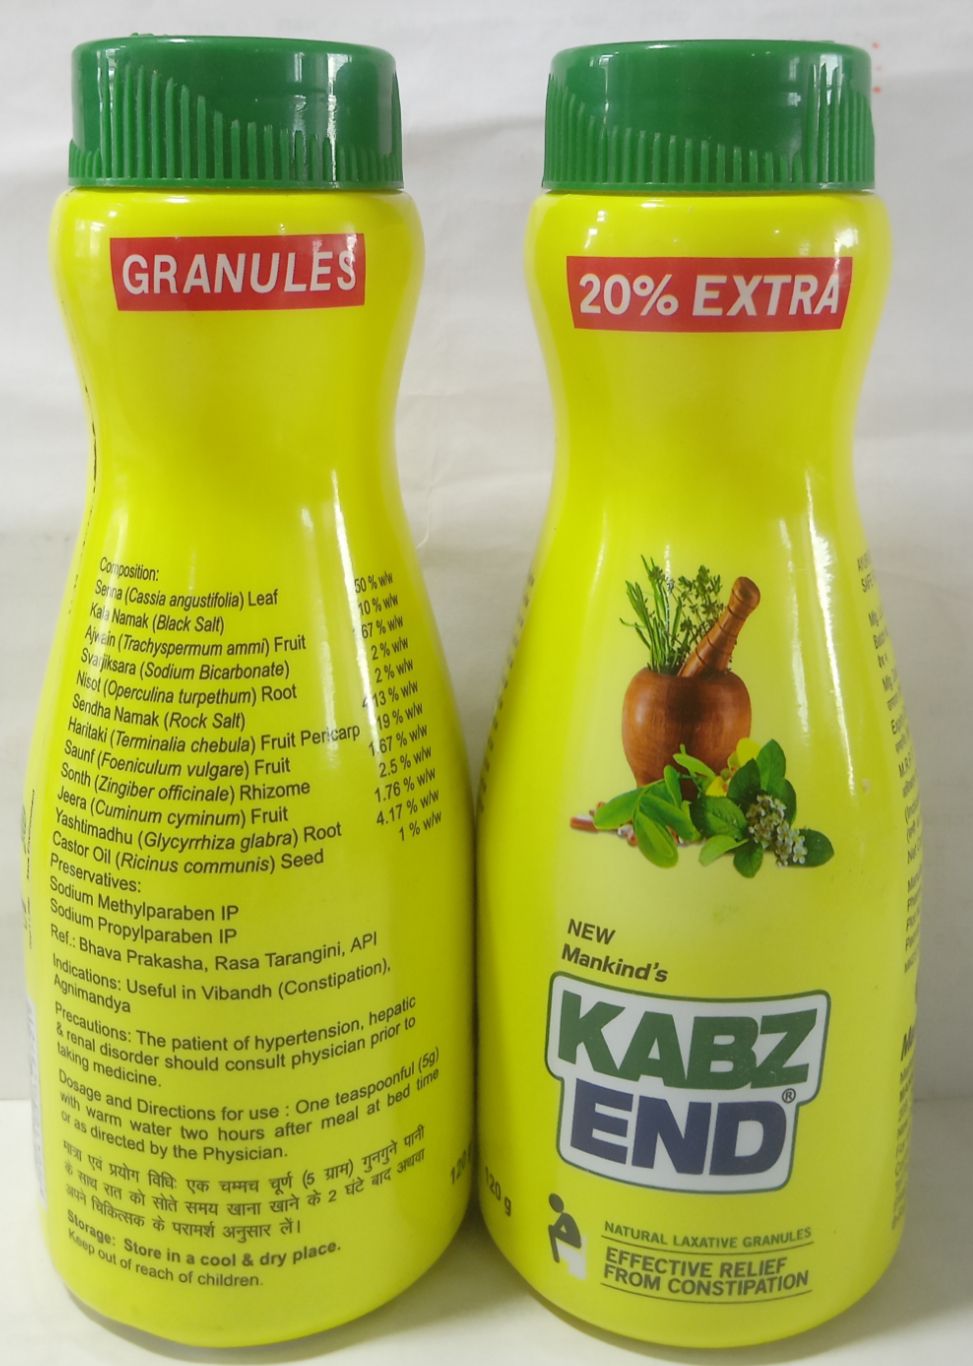 GRANULES
Composition:
Senna (Cassia angustifolia) Leaf 50 % w/w
Kala Namak (Black Salt) 10 % w/w
Ajwain (Trachyspermum ammi) Fruit 67 % w/w
Svarjiksara (Sodium Bicarbonate) 2 % w/w
Nisot (Operculina turpethum) Root 2 % w/w
Sendha Namak (Rock Salt) 4.13 % w/w
Haritaki (Terminalia chebula) Fruit Pericarp 19 % w/w
Saunf (Foeniculum vulgare) Fruit 1.67 % w/w
Sonth (Zingiber officinale) Rhizome 2.5 % w/w
Jeera (Cuminum cyminum) Fruit 1.76 % w/w
Yashtimadhu (Glycyrrhiza glabra) Root 4.17 % w/w
Castor Oil (Ricinus communis) Seed 1 % w/w
Preservatives:
Sodium Methylparaben IP
Sodium Propylparaben IP
Ref.: Bhava Prakasha, Rasa Tarangini, API
Indications: Useful in Vibandh (Constipation),
Agnimandya
Precautions: The patient of hypertension, hepatic
& renal disorder should consult physician prior to
taking medicine.
Dosage and Directions for use : One teaspoonful (5g)
with warm water two hours after meal at bed time
or as directed by the Physician.
मात्रा एवं प्रयोग विधिः एक चम्मच चूर्ण (5 ग्राम) गुनगुने पानी
के साथ रात को सोते समय खाना खाने के 2 घंटे बाद अथवा
अपने चिकित्सक के परामर्श अनुसार लें।
Storage: Store in a cool & dry place.
Keep out of reach of children.
120
20% EXTRA
NEW
Mankind's
KABZ
END®
120 g
NATURAL LAXATIVE GRANULES
EFFECTIVE RELIEF
FROM CONSTIPATION